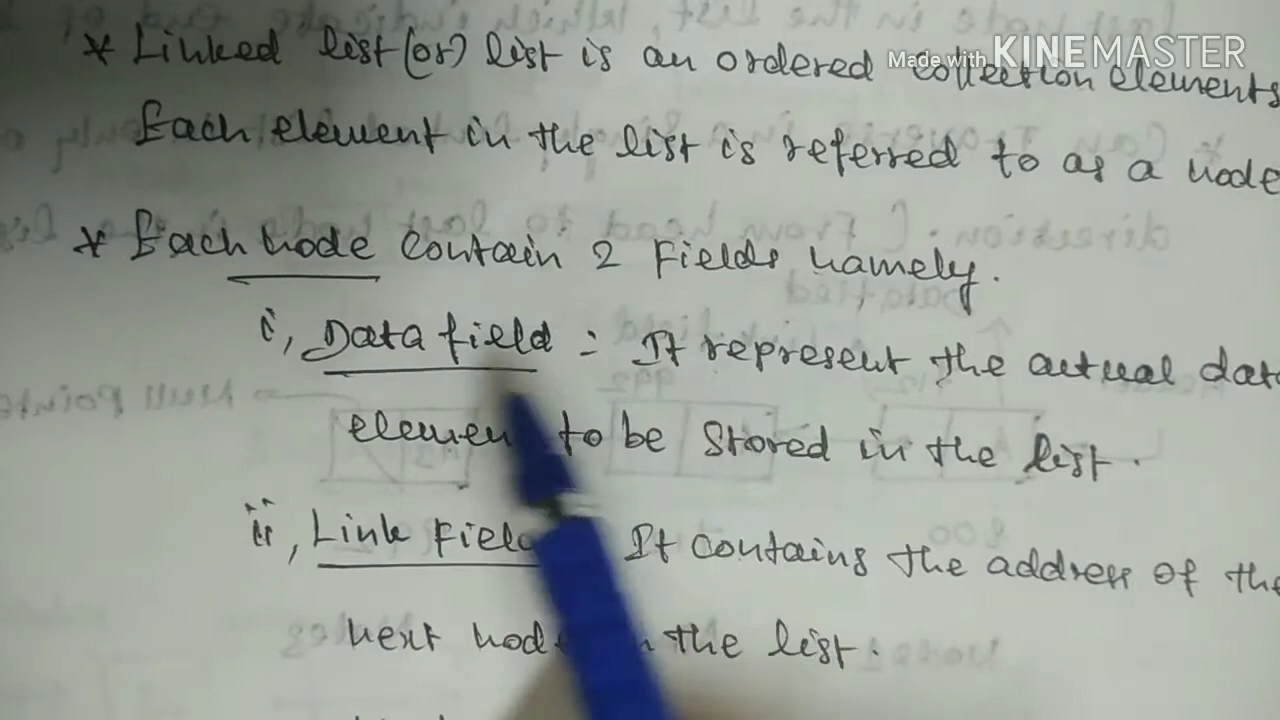 Made with KINEMASTER
* Linked list (or) list is an ordered collection elements
Each element in the list is referred to as a node
* Each node contain 2 Fields namely.
i, Data field : It represent the actual data
elemen to be stored in the list.
ii, Link Field It contains the address of the
next node the list.